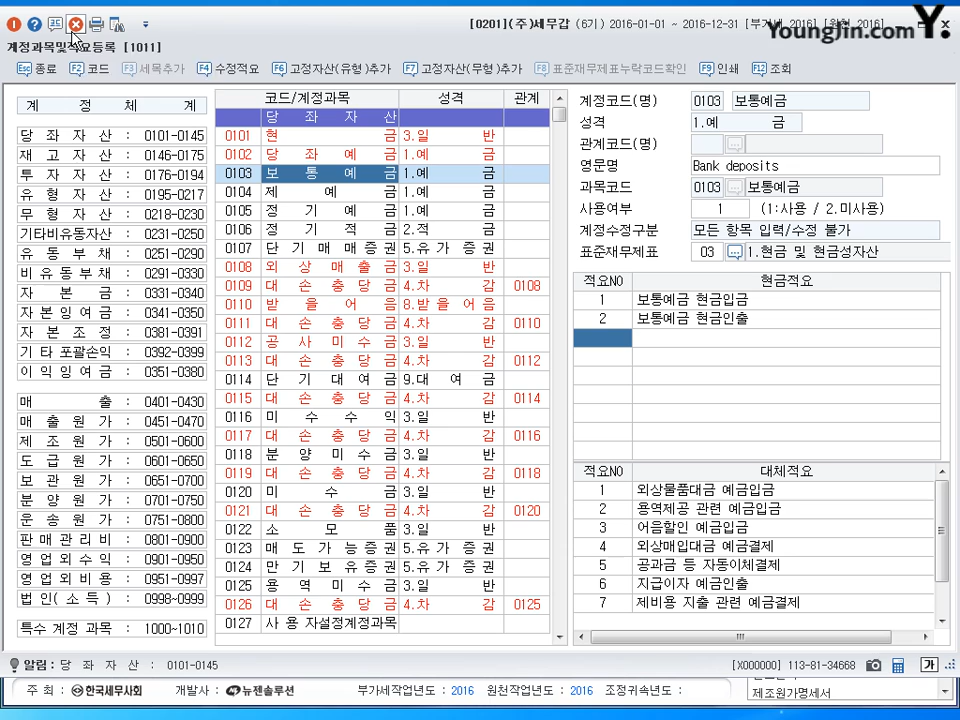 [0201](주)세무갑 (6기) 2016-01-01 ~ 2016-12-31 [부가세 2016] [원천 2016]
YoungJin.com Y.
계정과목및적요등록 [1011]
Esc종료 F2 코드 F3 세목추가 F4 수정적요 F6 고정자산(유형)추가 F7 고정자산(무형)추가 F8 표준재무제표누락코드확인 F9 인쇄 F12 조회
계 정 체 계
당 좌 자 산 : 0101-0145
재 고 자 산 : 0146-0175
투 자 자 산 : 0176-0194
유 형 자 산 : 0195-0217
무 형 자 산 : 0218-0230
기타비유동자산 : 0231-0250
유 동 부 채 : 0251-0290
비 유 동 부 채 : 0291-0330
자 본 금 : 0331-0340
자본잉여금 : 0341-0350
자 본 조 정 : 0381-0391
기 타 포괄손익 : 0392-0399
이 익 잉 여 금 : 0351-0380
매 출 : 0401-0430
매 출 원 가 : 0451-0470
제 조 원 가 : 0501-0600
도 급 원 가 : 0601-0650
보 관 원 가 : 0651-0700
분 양 원 가 : 0701-0750
운 송 원 가 : 0751-0800
판 매 관 리 비 : 0801-0900
영 업 외 수 익 : 0901-0950
영 업 외 비 용 : 0951-0997
법 인 ( 소 득 ) : 0998-0999
특수 계정 과목 : 1000-1010
코드/계정과목 성격 관계
당 좌 자 산
0101 현 금 3.일 반
0102 당 좌 예 금 1.예 금
0103 보 통 예 금 1.예 금
0104 제 예 금 1.예 금
0105 정 기 예 금 1.예 금
0106 정 기 적 금 2.적 금
0107 단 기 매 매 증 권 5.유 가 증 권
0108 외 상 매 출 금 3.일 반
0109 대 손 충 당 금 4.차 감 0108
0110 받 을 어 음 8.받 을 어 음
0111 대 손 충 당 금 4.차 감 0110
0112 공 사 미 수 금 3.일 반
0113 대 손 충 당 금 4.차 감 0112
0114 단 기 대 여 금 9.대 여 금
0115 대 손 충 당 금 4.차 감 0114
0116 미 수 수 익 3.일 반
0117 대 손 충 당 금 4.차 감 0116
0118 분 양 미 수 금 3.일 반
0119 대 손 충 당 금 4.차 감 0118
0120 미 수 금 3.일 반
0121 대 손 충 당 금 4.차 감 0120
0122 소 모 품 3.일 반
0123 매 도 가 능 증 권 5.유 가 증 권
0124 만 기 보 유 증 권 5.유 가 증 권
0125 용 역 미 수 금 3.일 반
0126 대 손 충 당 금 4.차 감 0125
0127 사 용 자설정계정과목
계정코드(명) 0103 보통예금
성격 1.예 금
관계코드(명)
영문명 Bank deposits
과목코드 0103 보통예금
사용여부 1 (1:사용 / 2.미사용)
계정수정구분 모든 항목 입력/수정 불가
표준재무제표 03 1.현금 및 현금성자산
적요NO 현금적요
1 보통예금 현금입금
2 보통예금 현금인출
적요NO 대체적요
1 외상물품대금 예금입금
2 용역제공 관련 예금입금
3 어음할인 예금입금
4 외상매입대금 예금결제
5 공과금 등 자동이체결제
6 지급이자 예금인출
7 제비용 지출 관련 예금결제
알림 : 당 좌 자 산 : 0101-0145
[X000000] 113-81-34668 가
주 최 : 한국세무사회 개발사 : 뉴젠솔루션 부가세작업년도 : 2016 원천작업년도 : 2016 조정귀속년도 :
제조원가명세서